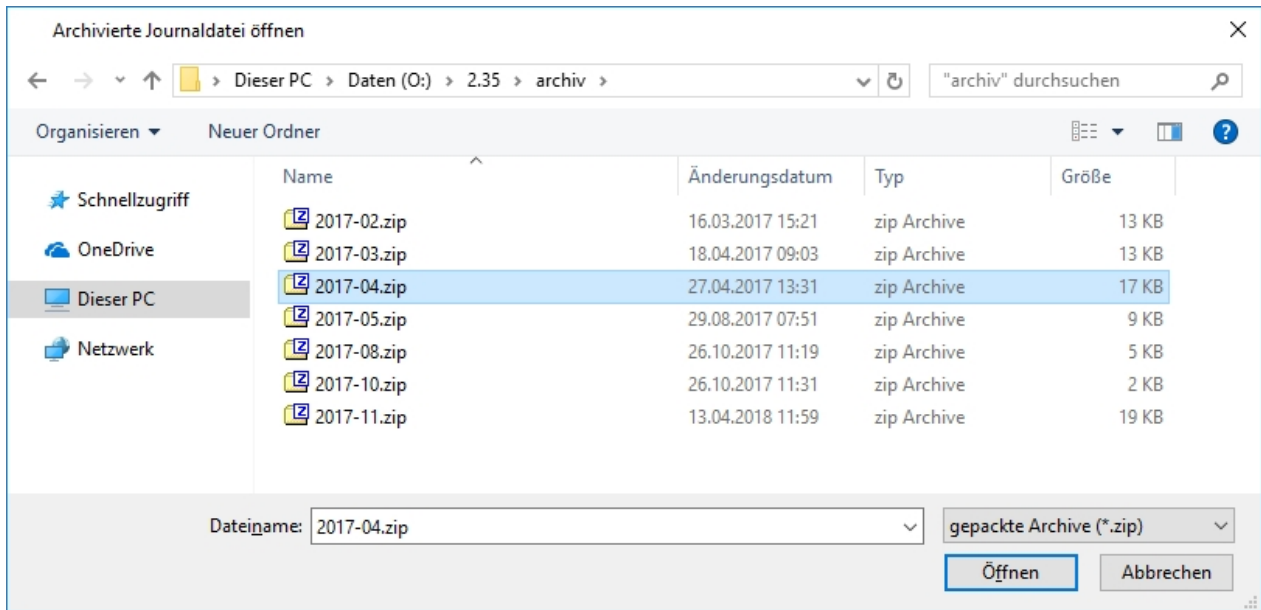 Archivierte Journaldatei öffnen
Dieser PC > Daten (O:) > 2.35 > archiv >
"archiv" durchsuchen
Organisieren
Neuer Ordner
Schnellzugriff
OneDrive
Dieser PC
Netzwerk
Name Änderungsdatum Typ Größe
2017-02.zip 16.03.2017 15:21 zip Archive 13 KB
2017-03.zip 18.04.2017 09:03 zip Archive 13 KB
2017-04.zip 27.04.2017 13:31 zip Archive 17 KB
2017-05.zip 29.08.2017 07:51 zip Archive 9 KB
2017-08.zip 26.10.2017 11:19 zip Archive 5 KB
2017-10.zip 26.10.2017 11:31 zip Archive 2 KB
2017-11.zip 13.04.2018 11:59 zip Archive 19 KB
Dateiname: 2017-04.zip
gepackte Archive (*.zip)
Öffnen
Abbrechen